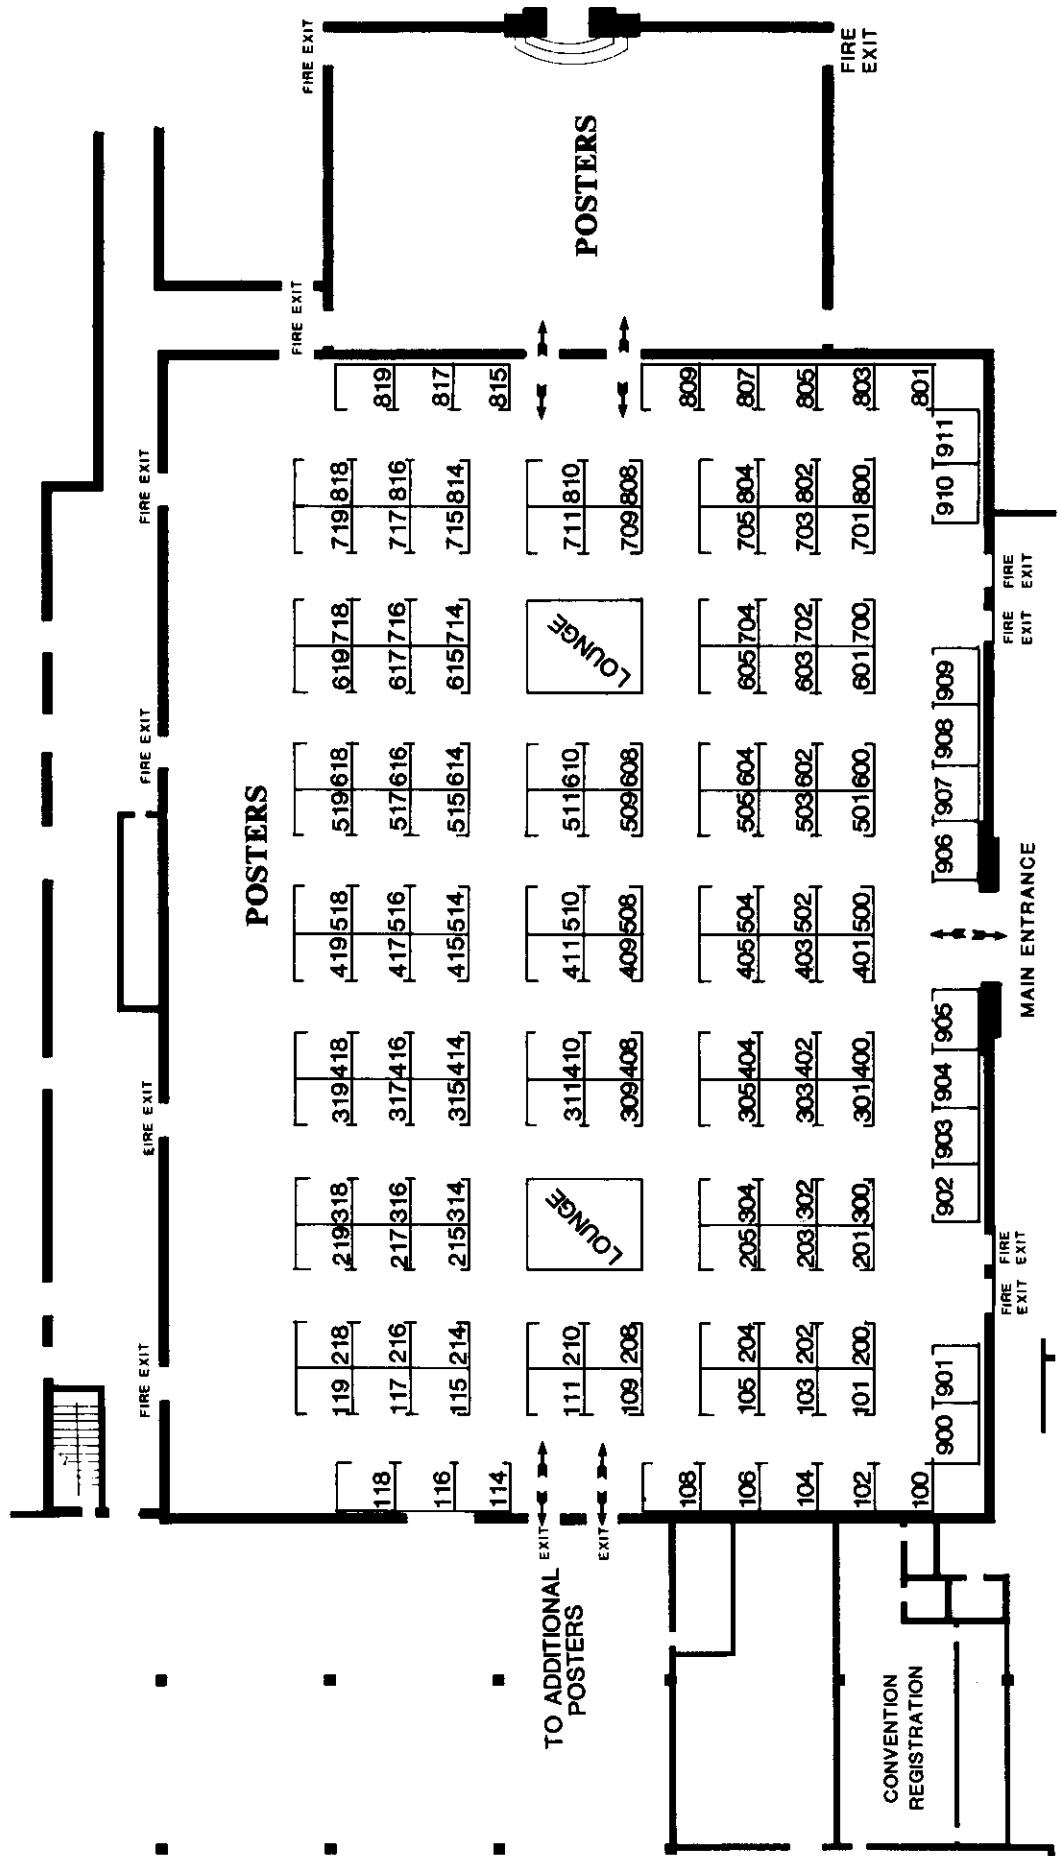 FIRE EXIT
EIRE EXIT
FIRE EXIT
FIRE EXIT
FIRE EXIT
FIRE EXIT
POSTERS
119 218 219 318 319 418 419 518 519 618 619 718 719 818
118 819
117 216 217 316 317 416 417 516 517 616 617 716 717 816
116 817
115 214 215 314 315 414 415 514 515 614 615 714 715 814
114 815
EXIT
EXIT
TO ADDITIONAL
POSTERS
111 210 LOUNGE 311 410 411 510 511 610 LOUNGE 711 810
POSTERS
109 208 309 408 409 508 509 608 709 808
108 809
106 105 204 205 304 305 404 405 504 505 604 605 704 705 804 807
104 103 202 203 302 303 402 403 502 503 602 603 702 703 802 805
102 101 200 201 300 301 400 401 500 501 600 601 700 701 800 803
FIRE
EXIT
100 801
900 901 902 903 904 905 906 907 908 909 910 911
CONVENTION
REGISTRATION
FIRE
EXIT
FIRE
EXIT
MAIN ENTRANCE
FIRE
EXIT
FIRE
EXIT